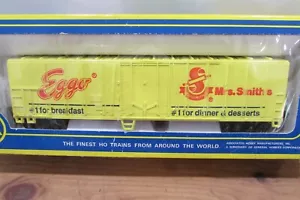 Eggo®
#1 for breakfast
Mrs. Smith's
#1 for dinner & desserts
THE FINEST HO TRAINS FROM AROUND THE WORLD.